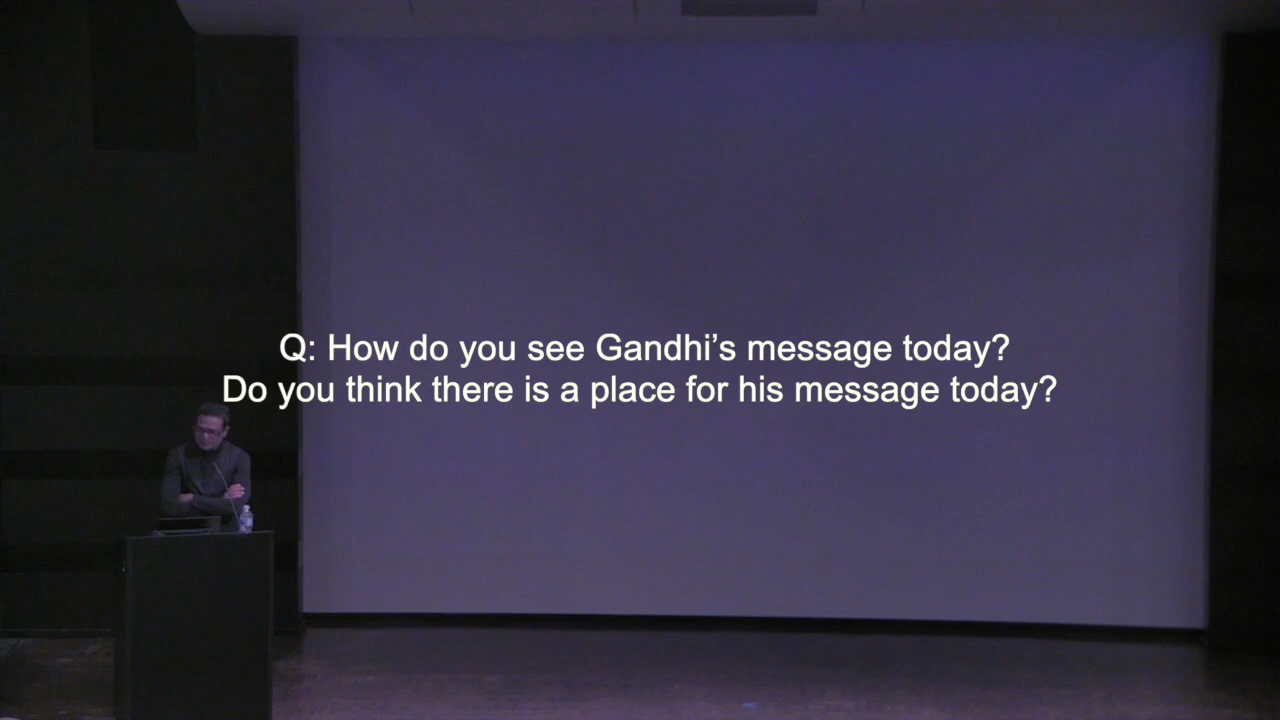 Q: How do you see Gandhi’s message today?
Do you think there is a place for his message today?